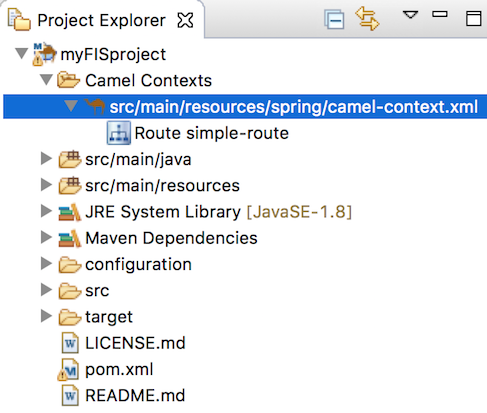 Project Explorer
myFISproject
Camel Contexts
src/main/resources/spring/camel-context.xml
Route simple-route
src/main/java
src/main/resources
JRE System Library [JavaSE-1.8]
Maven Dependencies
configuration
src
target
LICENSE.md
pom.xml
README.md